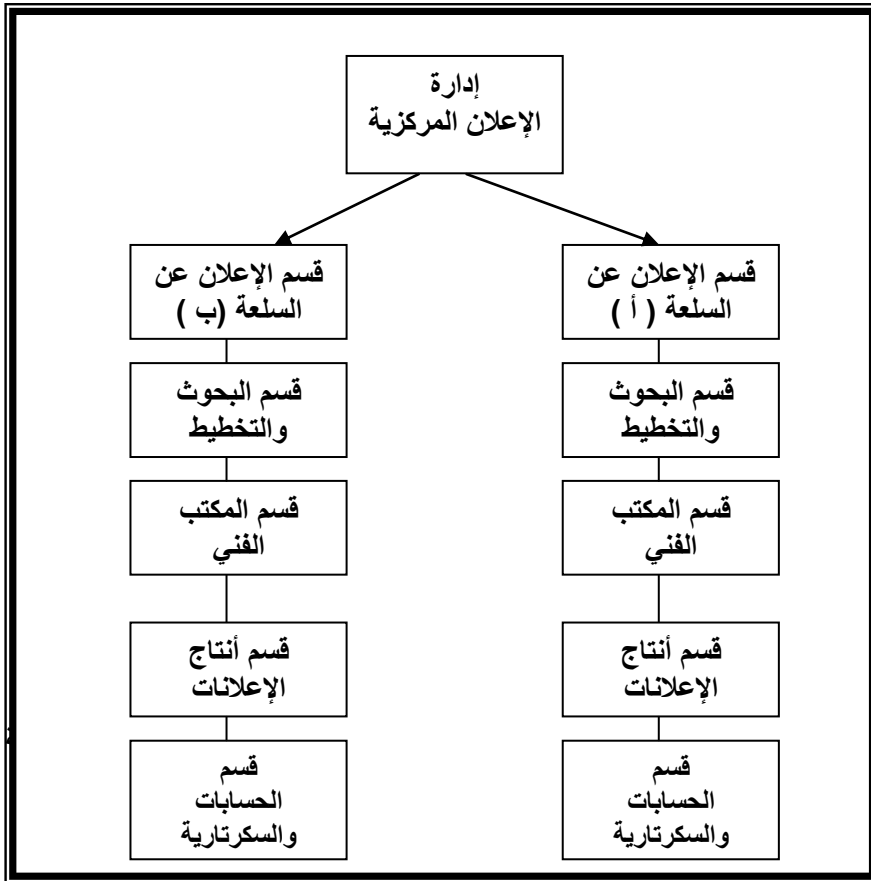 إدارة
الإعلان المركزية
قسم الإعلان عن
السلعة ( أ )
قسم البحوث
والتخطيط
قسم المكتب
الفني
قسم أنتاج
الإعلانات
قسم
الحسابات
والسكرتارية
قسم الإعلان عن
السلعة (ب )
قسم البحوث
والتخطيط
قسم المكتب
الفني
قسم أنتاج
الإعلانات
قسم
الحسابات
والسكرتارية